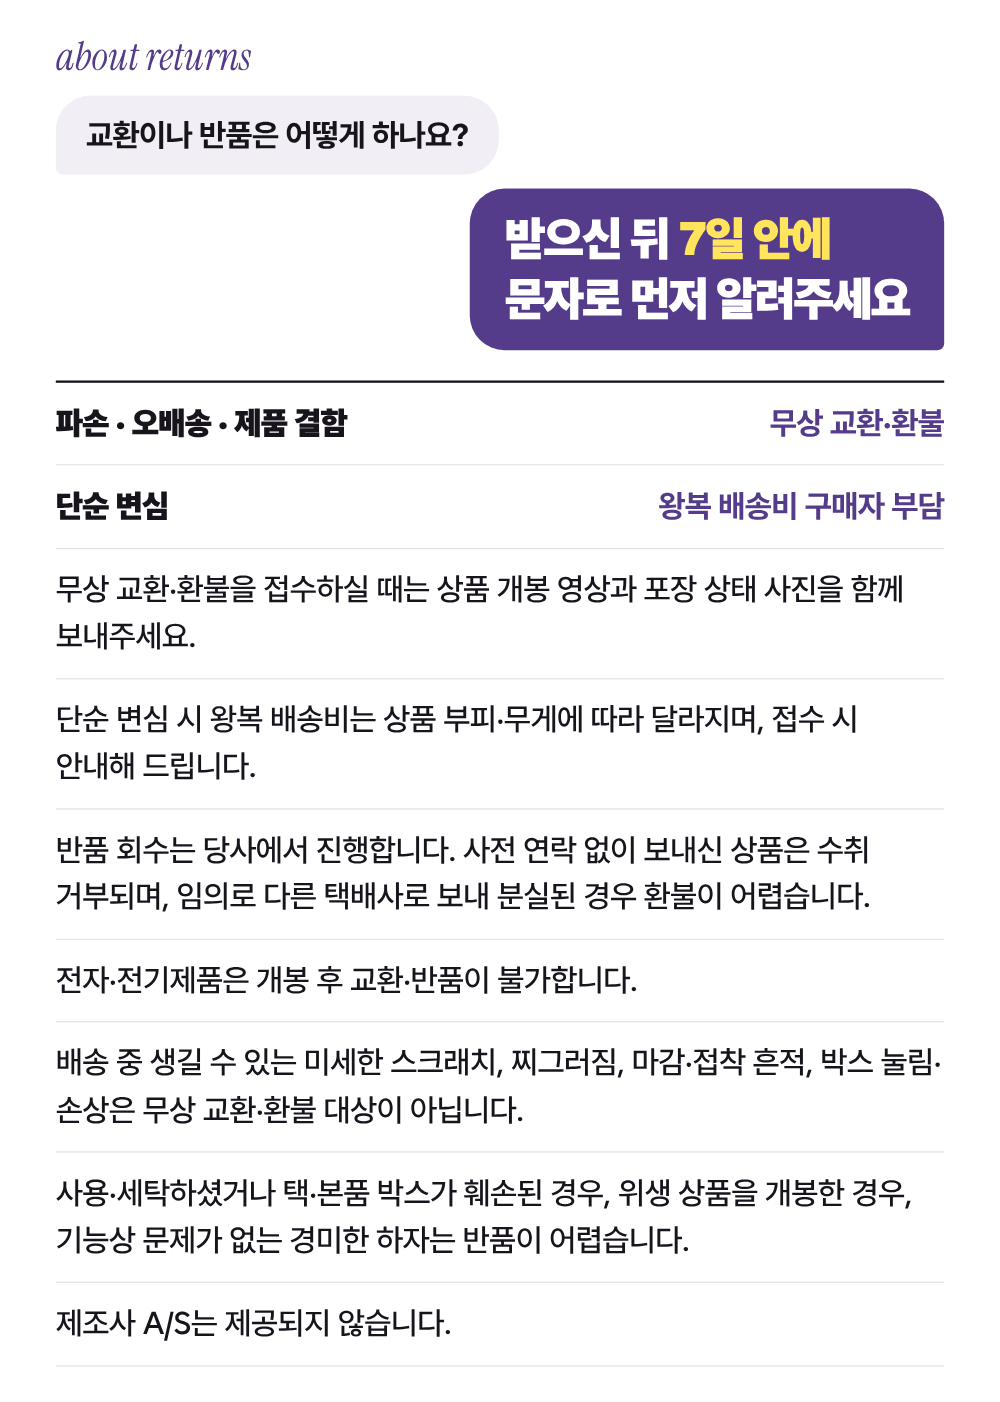 about returns
교환이나 반품은 어떻게 하나요?
받으신 뒤 7일 안에
문자로 먼저 알려주세요
파손 · 오배송 · 제품 결함
무상 교환·환불
단순 변심
왕복 배송비 구매자 부담
무상 교환·환불을 접수하실 때는 상품 개봉 영상과 포장 상태 사진을 함께
보내주세요.
단순 변심 시 왕복 배송비는 상품 부피·무게에 따라 달라지며, 접수 시
안내해 드립니다.
반품 회수는 당사에서 진행합니다. 사전 연락 없이 보내신 상품은 수취
거부되며, 임의로 다른 택배사로 보내 분실된 경우 환불이 어렵습니다.
전자·전기제품은 개봉 후 교환·반품이 불가합니다.
배송 중 생길 수 있는 미세한 스크래치, 찌그러짐, 마감·접착 흔적, 박스 눌림·
손상은 무상 교환·환불 대상이 아닙니다.
사용·세탁하셨거나 택·본품 박스가 훼손된 경우, 위생 상품을 개봉한 경우,
기능상 문제가 없는 경미한 하자는 반품이 어렵습니다.
제조사 A/S는 제공되지 않습니다.